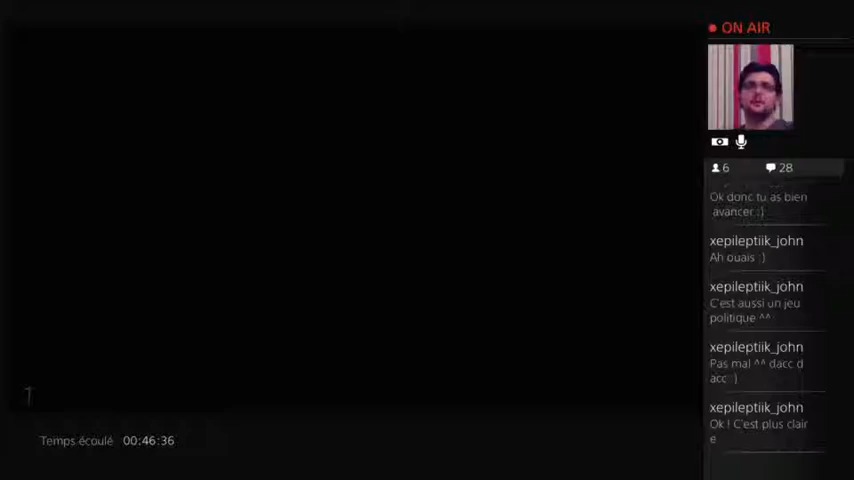 ON AIR
6
28
Ok donc tu as bien
avancer :)
xepileptiik_john
Ah ouais :)
xepileptiik_john
C'est aussi un jeu
politique ^^
xepileptiik_john
Pas mal ^^ dacc d
acc :)
xepileptiik_john
Ok ! C'est plus clair
e
Temps écoulé 00:46:36